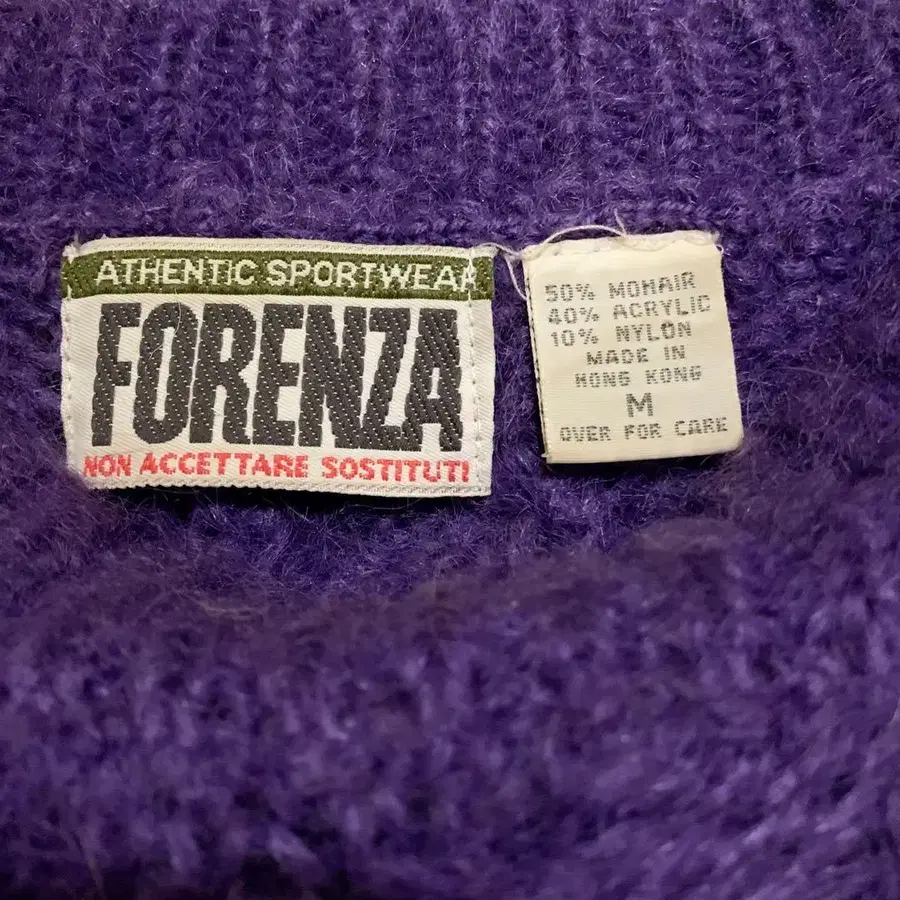 ATHENTIC SPORTWEAR
FORENZA
NON ACCETTARE SOSTITUTI
50% MOHAIR
40% ACRYLIC
10% NYLON
MADE IN
HONG KONG
M
OVER FOR CARE